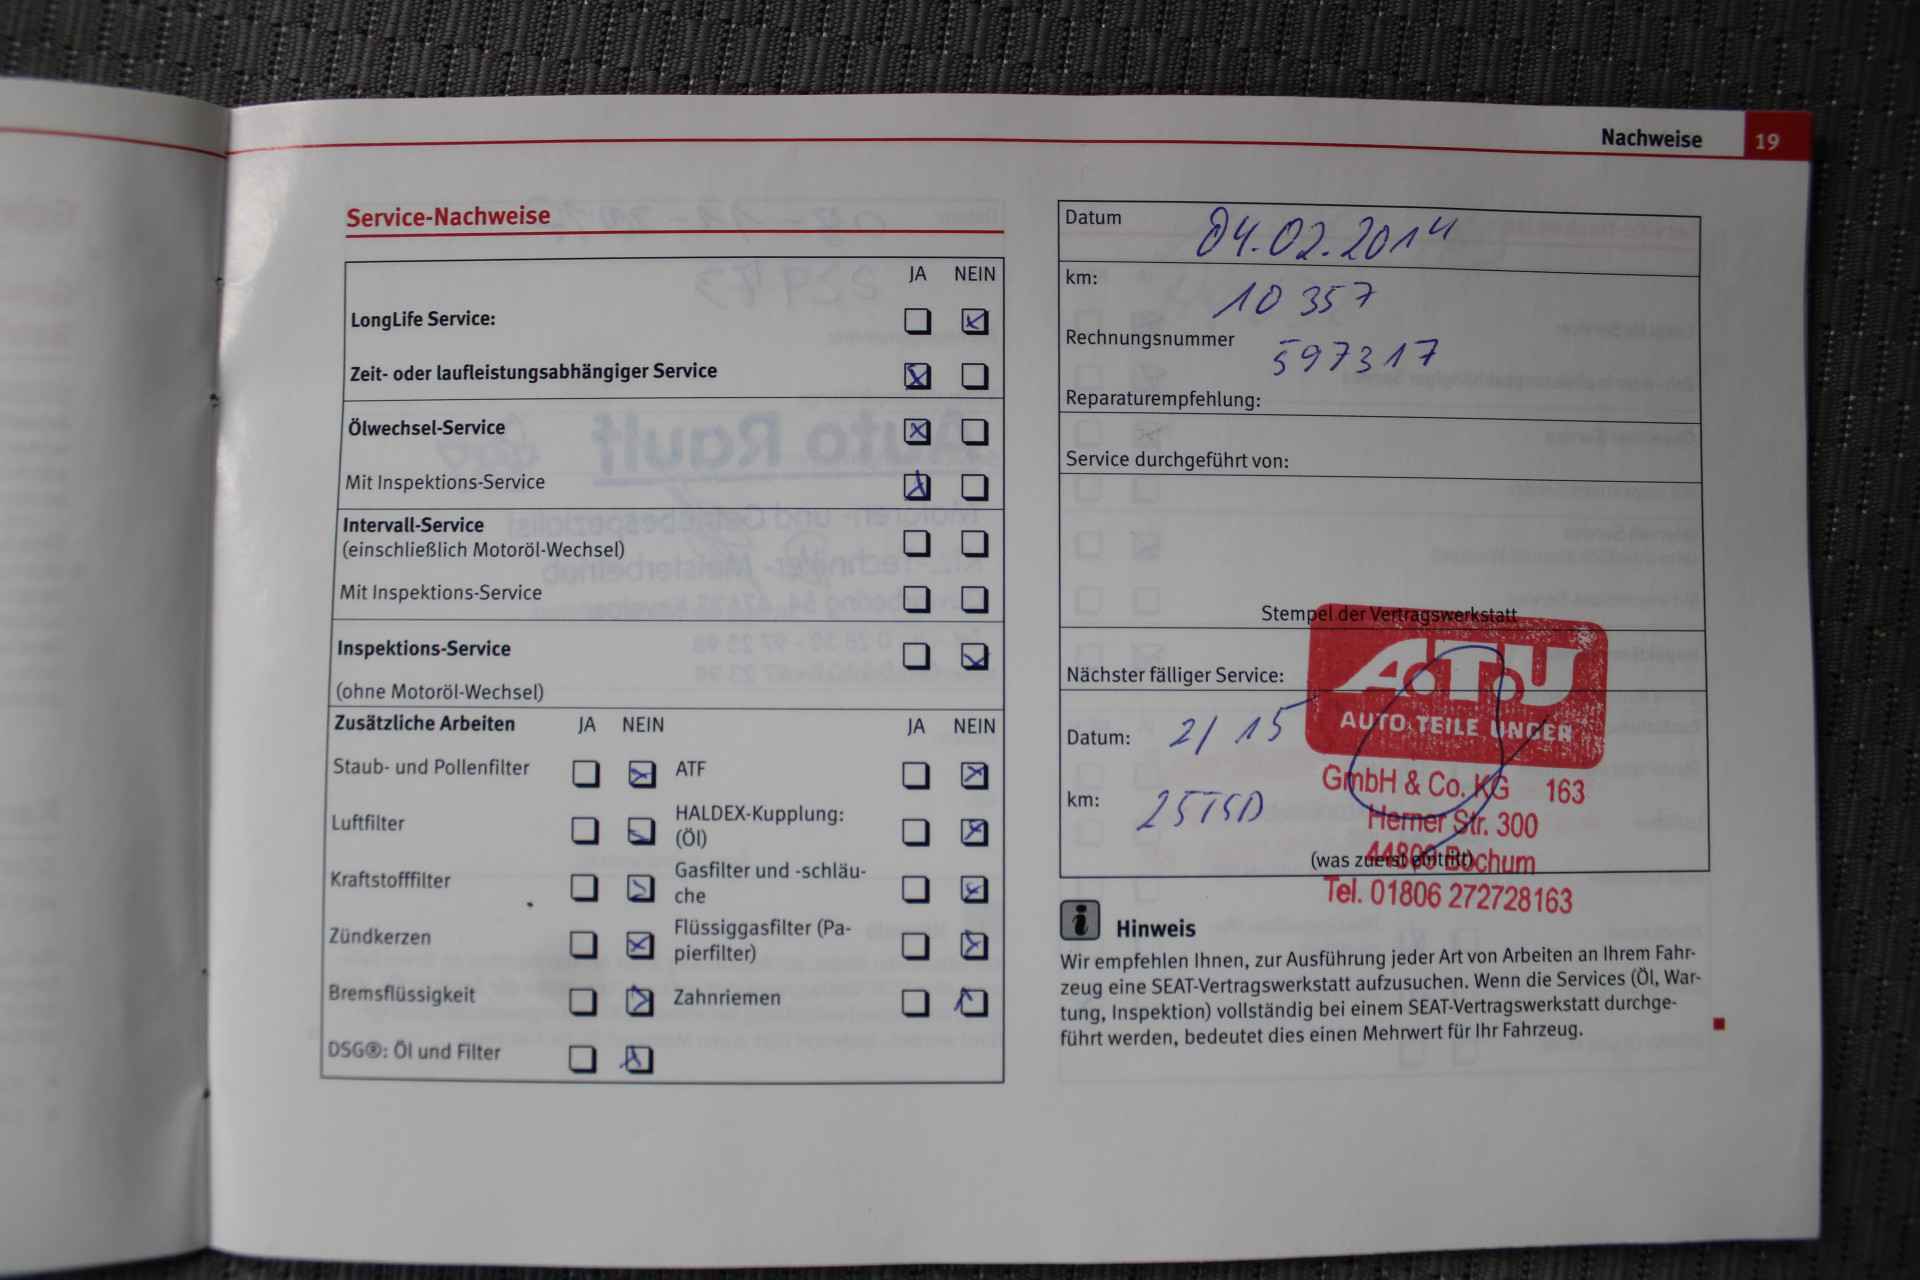 Nachweise 19
Service-Nachweise
JA NEIN
LongLife Service:
Zeit- oder laufleistungsabhängiger Service
Ölwechsel-Service
Mit Inspektions-Service
Intervall-Service
(einschließlich Motoröl-Wechsel)
Mit Inspektions-Service
Inspektions-Service
(ohne Motoröl-Wechsel)
Zusätzliche Arbeiten JA NEIN JA NEIN
Staub- und Pollenfilter ATF
Luftfilter HALDEX-Kupplung:
(Öl)
Kraftstofffilter Gasfilter und -schläu-
che
Zündkerzen Flüssiggasfilter (Pa-
pierfilter)
Bremsflüssigkeit Zahnriemen
DSG®: Öl und Filter
Datum 04.02.2014
km: 10 357
Rechnungsnummer 597317
Reparaturempfehlung:
Service durchgeführt von:
Stempel der Vertragswerkstatt
A.T.U
AUTO TEILE UNGER
GmbH & Co. KG 163
Herner Str. 300
44809 Bochum
Tel. 01806 272728163
Nächster fälliger Service:
Datum: 2/15
km: 25TSD
(was zuerst eintritt)
i Hinweis
Wir empfehlen Ihnen, zur Ausführung jeder Art von Arbeiten an Ihrem Fahr-
zeug eine SEAT-Vertragswerkstatt aufzusuchen. Wenn die Services (Öl, War-
tung, Inspektion) vollständig bei einem SEAT-Vertragswerkstatt durchge-
führt werden, bedeutet dies einen Mehrwert für Ihr Fahrzeug.